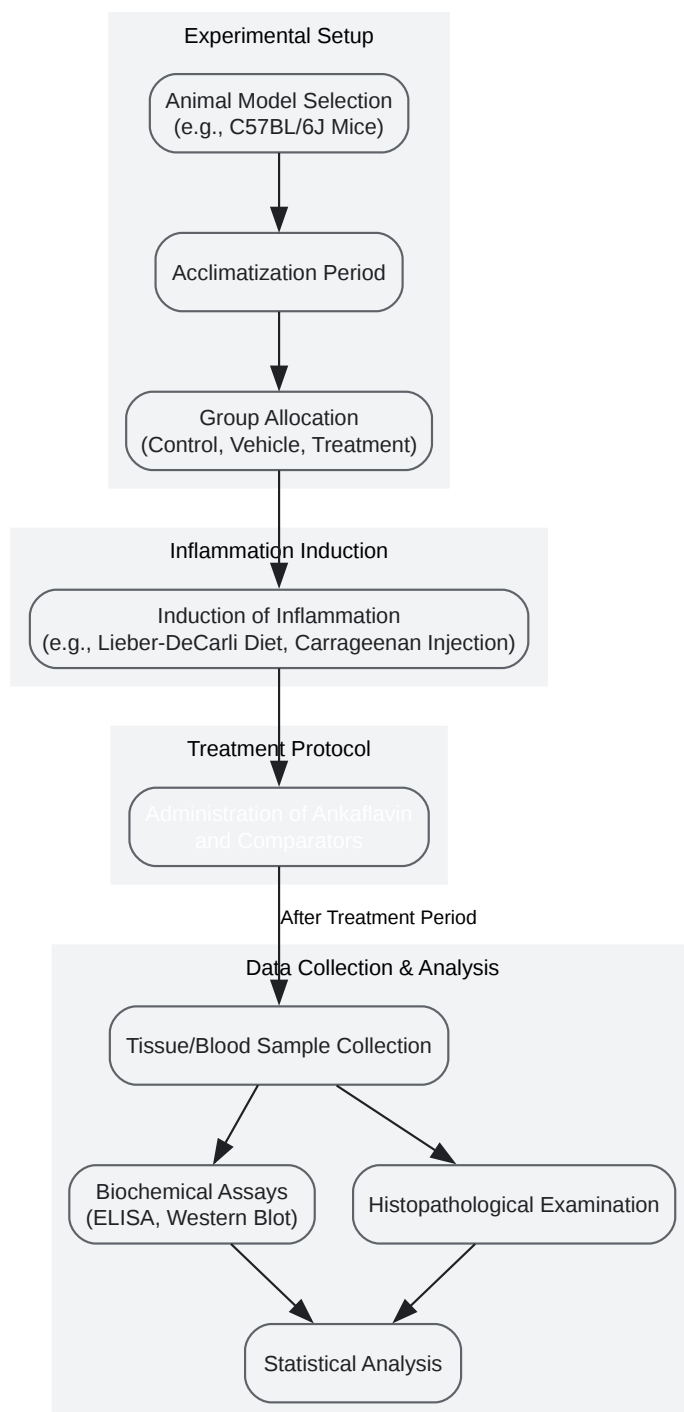 Experimental Setup
Animal Model Selection
(e.g., C57BL/6J Mice)
Acclimatization Period
Group Allocation
(Control, Vehicle, Treatment)
Inflammation Induction
Induction of Inflammation
(e.g., Lieber-DeCarli Diet, Carrageenan Injection)
Treatment Protocol
Administration of Ankaflavin
and Comparators
After Treatment Period
Data Collection & Analysis
Tissue/Blood Sample Collection
Biochemical Assays
(ELISA, Western Blot)
Histopathological Examination
Statistical Analysis